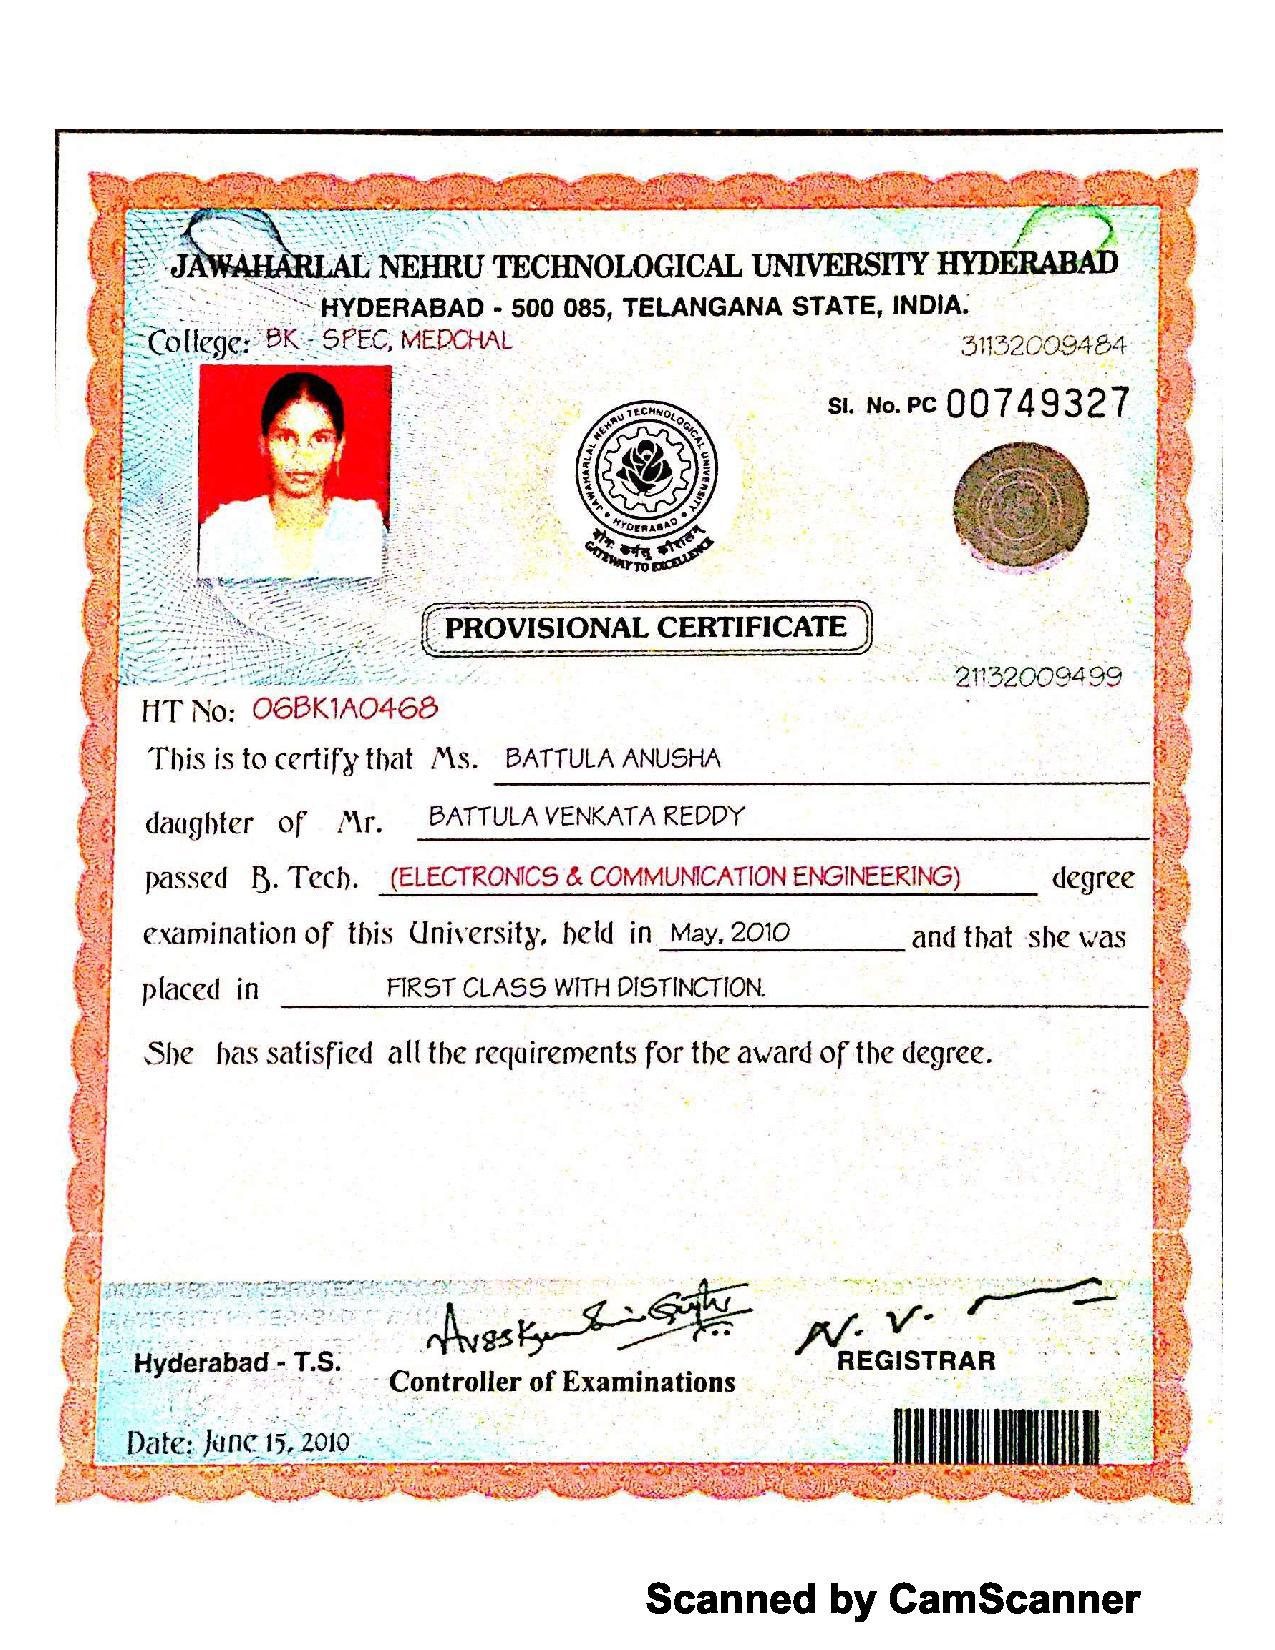 JAWAHARLAL NEHRU TECHNOLOGICAL UNIVERSITY HYDERABAD
HYDERABAD - 500 085, TELANGANA STATE, INDIA.
College: BK - SPEC, MEDCHAL
31132009484
SI. No. PC 00749327
JAWAHARLAL NEHRU TECHNOLOGICAL UNIVERSITY
HYDERABAD
योगः कर्मसु कौशलम्
GATEWAY TO EXCELLENCE
PROVISIONAL CERTIFICATE
21132009499
HT No: 06BK1A0468
This is to certify that Ms. BATTULA ANUSHA
daughter of Mr. BATTULA VENKATA REDDY
passed B. Tech. (ELECTRONICS & COMMUNICATION ENGINEERING) degree
examination of this University, held in May, 2010 and that she was
placed in FIRST CLASS WITH DISTINCTION.
She has satisfied all the requirements for the award of the degree.
N. V.
Hyderabad - T.S.
Controller of Examinations
REGISTRAR
Date: June 15, 2010
Scanned by CamScanner